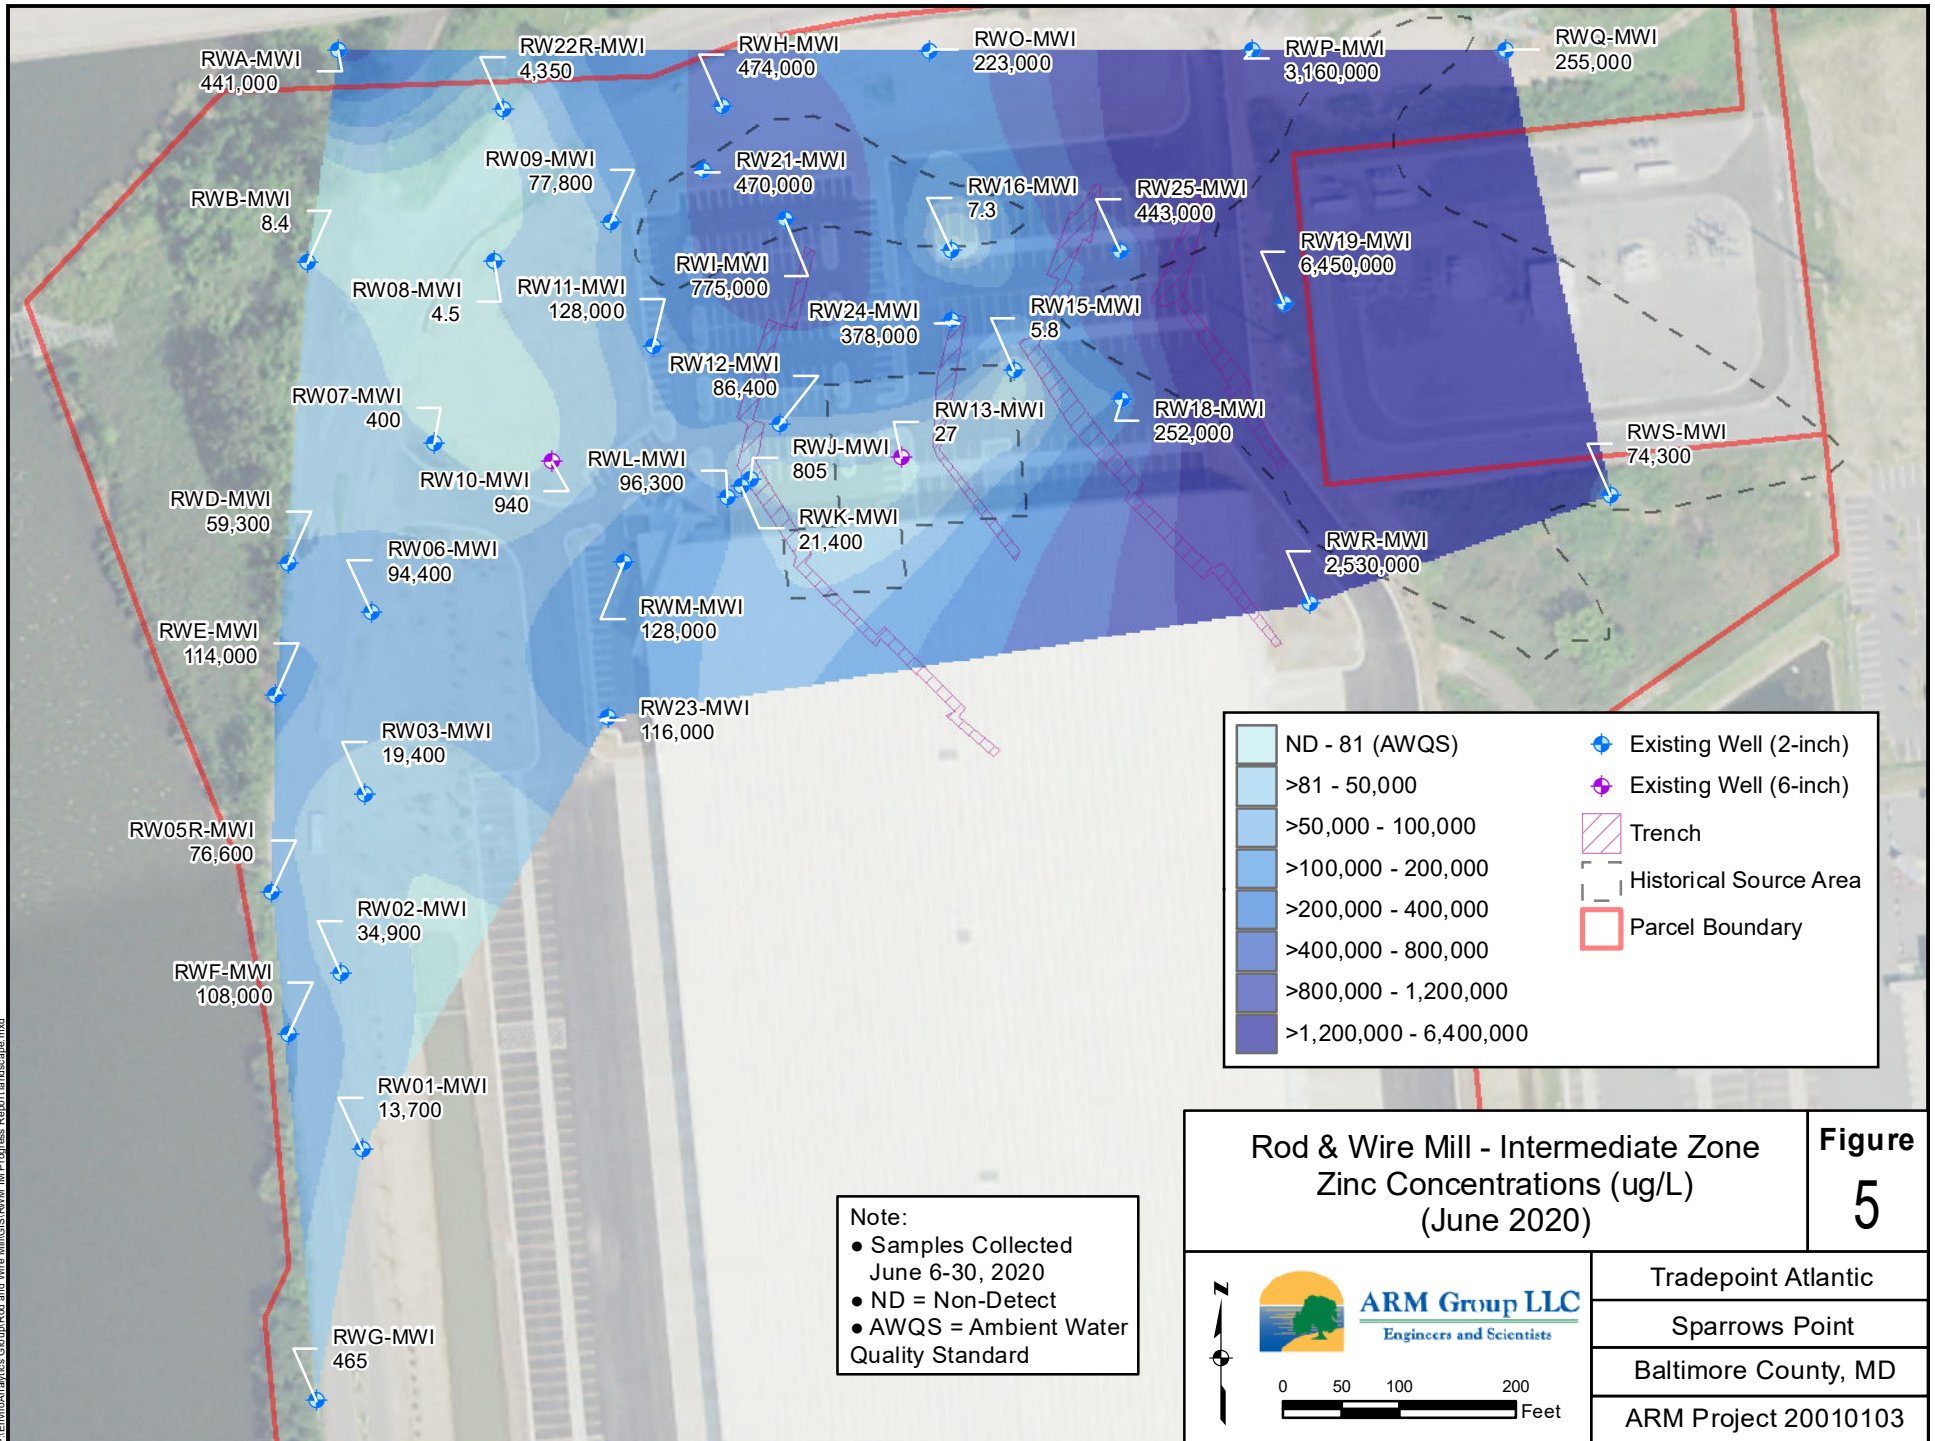 RWA-MWI
441,000
RW22R-MWI
4,350
RWH-MWI
474,000
RWO-MWI
223,000
RWP-MWI
3,160,000
RWQ-MWI
255,000
RW09-MWI
77,800
RW21-MWI
470,000
RW16-MWI
7.3
RW25-MWI
443,000
RWB-MWI
8.4
RW19-MWI
6,450,000
RWI-MWI
775,000
RW08-MWI
4.5
RW11-MWI
128,000
RW24-MWI
378,000
RW15-MWI
5.8
RW12-MWI
86,400
RW07-MWI
400
RW13-MWI
27
RW18-MWI
252,000
RWS-MWI
74,300
RWJ-MWI
805
RWL-MWI
96,300
RW10-MWI
940
RWD-MWI
59,300
RWK-MWI
21,400
RW06-MWI
94,400
RWR-MWI
2,530,000
RWM-MWI
128,000
RWE-MWI
114,000
RW23-MWI
116,000
RW03-MWI
19,400
RW05R-MWI
76,600
RW02-MWI
34,900
RWF-MWI
108,000
RW01-MWI
13,700
RWG-MWI
465
ND - 81 (AWQS)
>81 - 50,000
>50,000 - 100,000
>100,000 - 200,000
>200,000 - 400,000
>400,000 - 800,000
>800,000 - 1,200,000
>1,200,000 - 6,400,000
Existing Well (2-inch)
Existing Well (6-inch)
Trench
Historical Source Area
Parcel Boundary
Note:
● Samples Collected
June 6-30, 2020
● ND = Non-Detect
● AWQS = Ambient Water
Quality Standard
Rod & Wire Mill - Intermediate Zone
Zinc Concentrations (ug/L)
(June 2020)
Figure
5
Z
ARM Group LLC
Engineers and Scientists
0 50 100 200
Feet
Tradepoint Atlantic
Sparrows Point
Baltimore County, MD
ARM Project 20010103